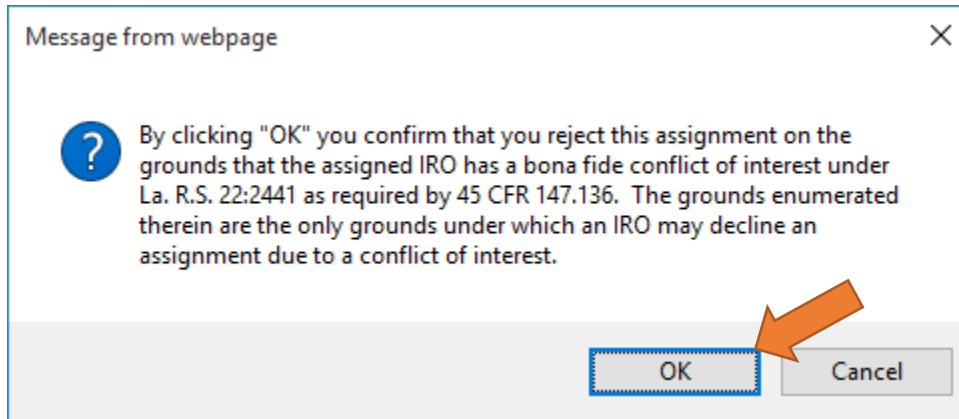 Message from webpage
?
By clicking "OK" you confirm that you reject this assignment on the
grounds that the assigned IRO has a bona fide conflict of interest under
La. R.S. 22:2441 as required by 45 CFR 147.136.  The grounds enumerated
therein are the only grounds under which an IRO may decline an
assignment due to a conflict of interest.
OK
Cancel